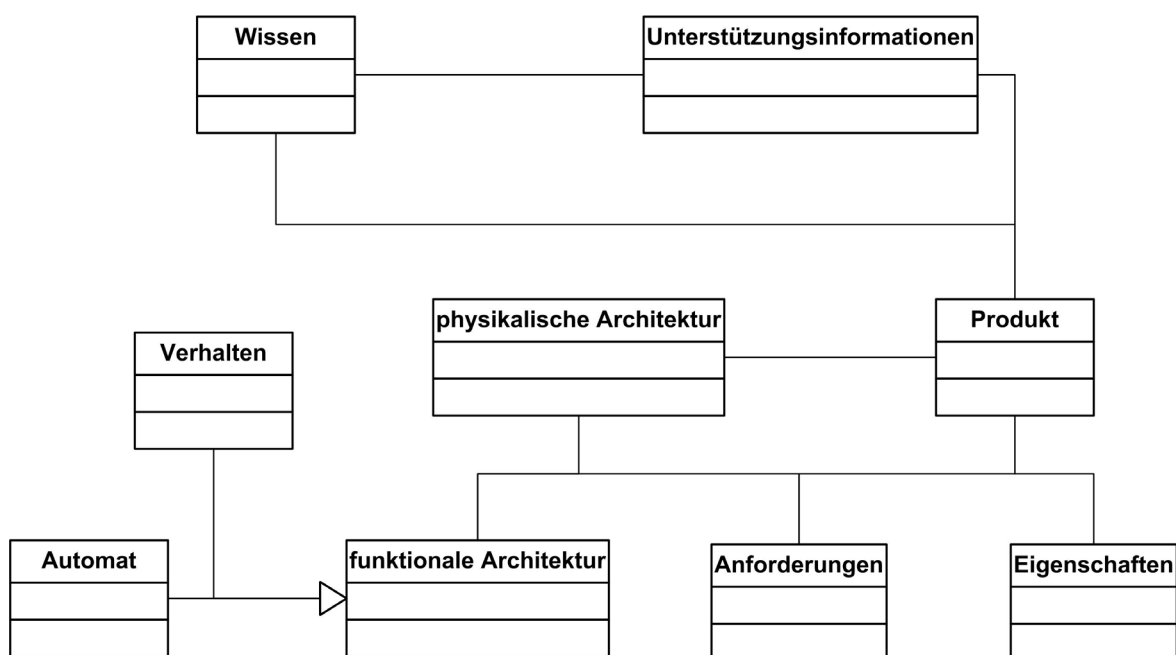 Wissen
Unterstützungsinformationen
physikalische Architektur
Produkt
Verhalten
Automat
funktionale Architektur
Anforderungen
Eigenschaften